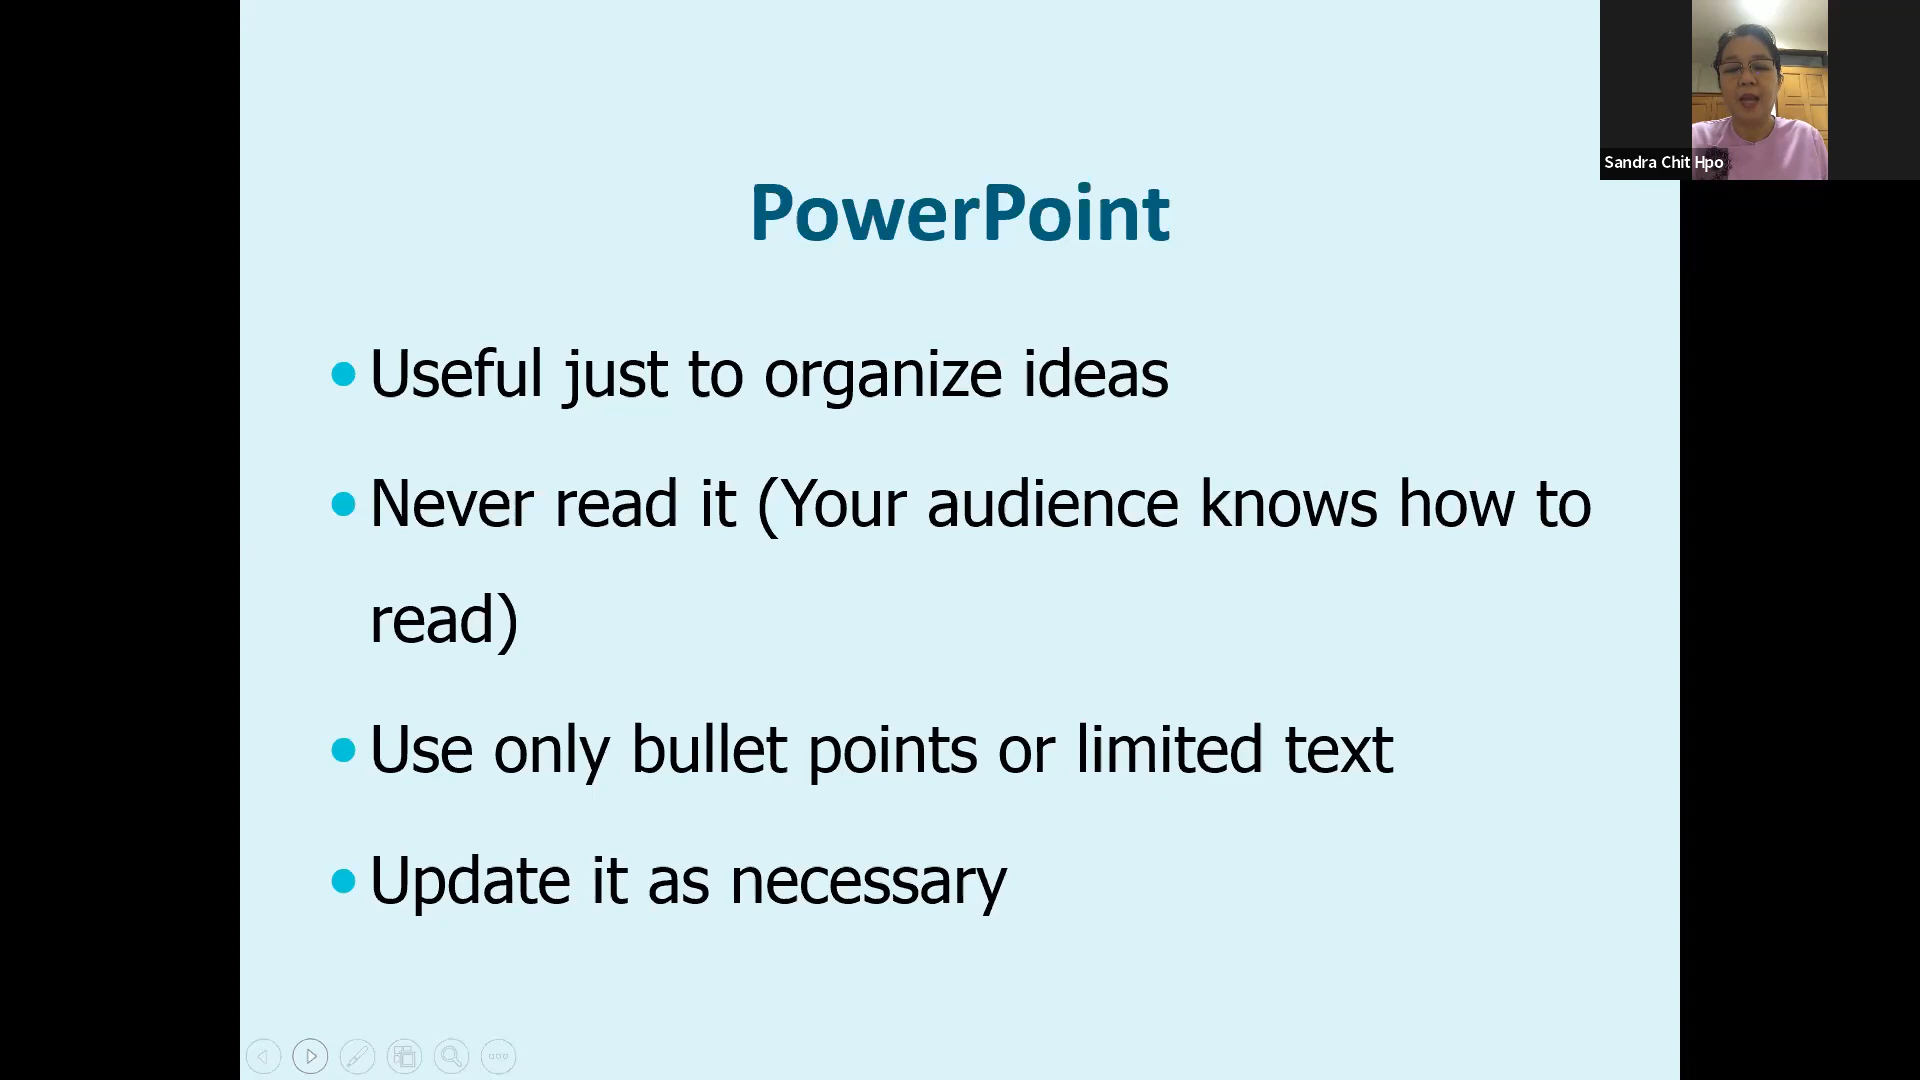 Sandra Chit Hpo
PowerPoint
• Useful just to organize ideas
• Never read it (Your audience knows how to
read)
• Use only bullet points or limited text
• Update it as necessary